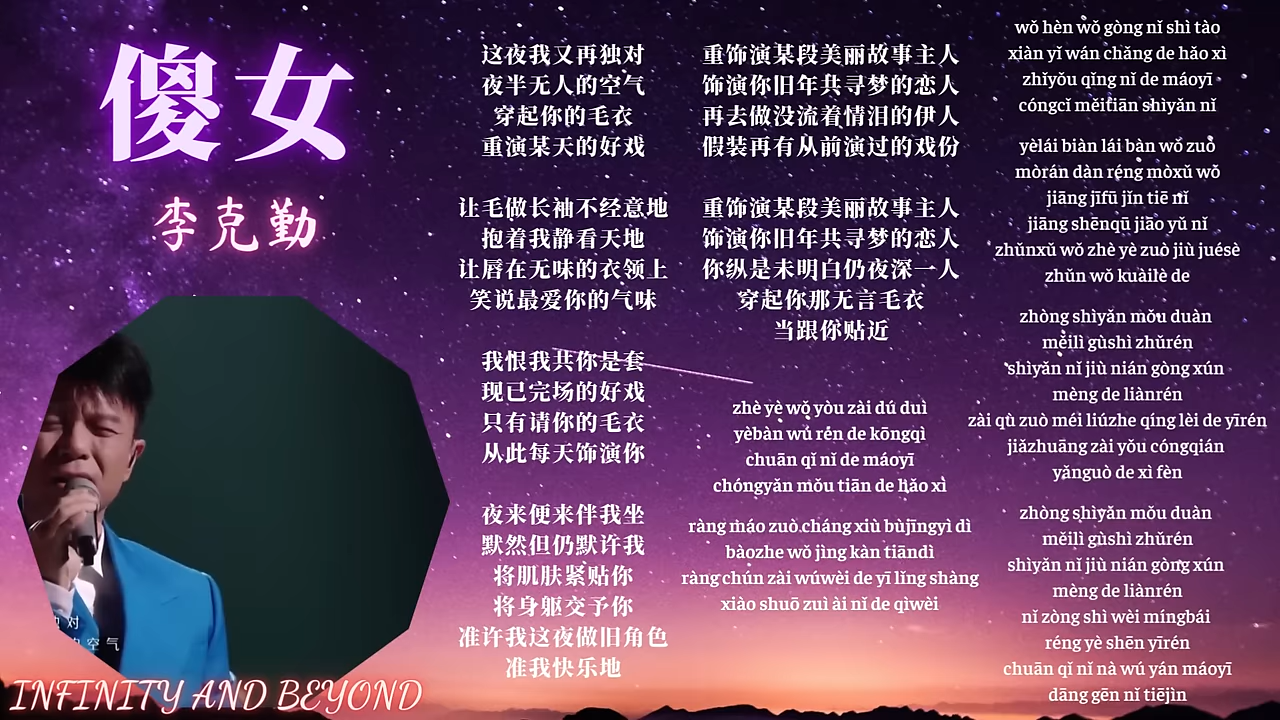 傻女
李克勤
这夜我又再独对
夜半无人的空气
穿起你的毛衣
重演某天的好戏
让毛做长袖不经意地
抱着我静看天地
让唇在无味的衣领上
笑说最爱你的气味
我恨我共你是套
现已完场的好戏
只有请你的毛衣
从此每天饰演你
夜来便来伴我坐
默然但仍默许我
将肌肤紧贴你
将身躯交予你
准许我这夜做旧角色
准我快乐地
重饰演某段美丽故事主人
饰演你旧年共寻梦的恋人
再去做没流着情泪的伊人
假装再有从前演过的戏份
重饰演某段美丽故事主人
饰演你旧年共寻梦的恋人
你纵是未明白仍夜深一人
穿起你那无言毛衣
当跟你贴近
zhè yè wǒ yòu zài dú duì
yèbàn wú rén de kōngqì
chuān qǐ nǐ de máoyī
chóngyǎn mǒu tiān de hǎo xì
ràng máo zuò cháng xiù bùjīngyì dì
bàozhe wǒ jìng kàn tiāndì
ràng chún zài wúwèi de yī lǐng shàng
xiào shuō zuì ài nǐ de qìwèi
wǒ hèn wǒ gòng nǐ shì tào
xiàn yǐ wán chǎng de hǎo xì
zhǐyǒu qǐng nǐ de máoyī
cóngcǐ měitiān shìyǎn nǐ
yèlái biàn lái bàn wǒ zuò
mòrán dàn réng mòxǔ wǒ
jiāng jīfū jǐn tiē nǐ
jiāng shēnqū jiāo yǔ nǐ
zhǔnxǔ wǒ zhè yè zuò jiù juésè
zhǔn wǒ kuàilè de
zhòng shìyǎn mǒu duàn
měilì gùshì zhǔrén
shìyǎn nǐ jiù nián gòng xún
mèng de liànrén
zài qù zuò méi liúzhe qíng lèi de yīrén
jiǎzhuāng zài yǒu cóngqián
yǎnguò de xì fèn
zhòng shìyǎn mǒu duàn
měilì gùshì zhǔrén
shìyǎn nǐ jiù nián gòng xún
mèng de liànrén
nǐ zòng shì wèi míngbái
réng yè shēn yīrén
chuān qǐ nǐ nà wú yán máoyī
dāng gēn nǐ tiējìn
对
空气
INFINITY AND BEYOND